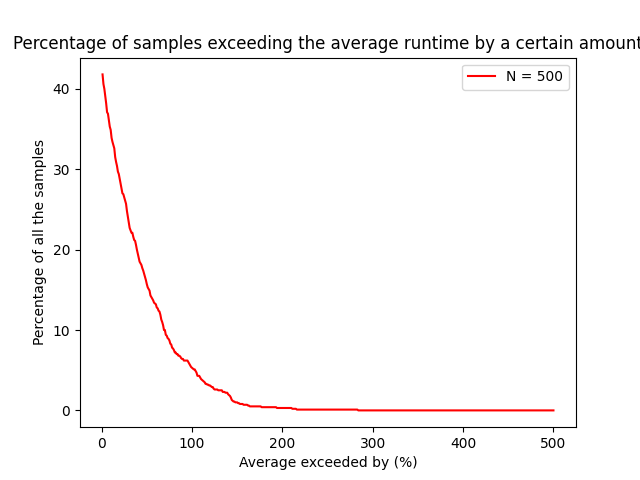 Percentage of samples exceeding the average runtime by a certain amount
N = 500
40
30
20
10
0
Percentage of all the samples
0 100 200 300 400 500
Average exceeded by (%)